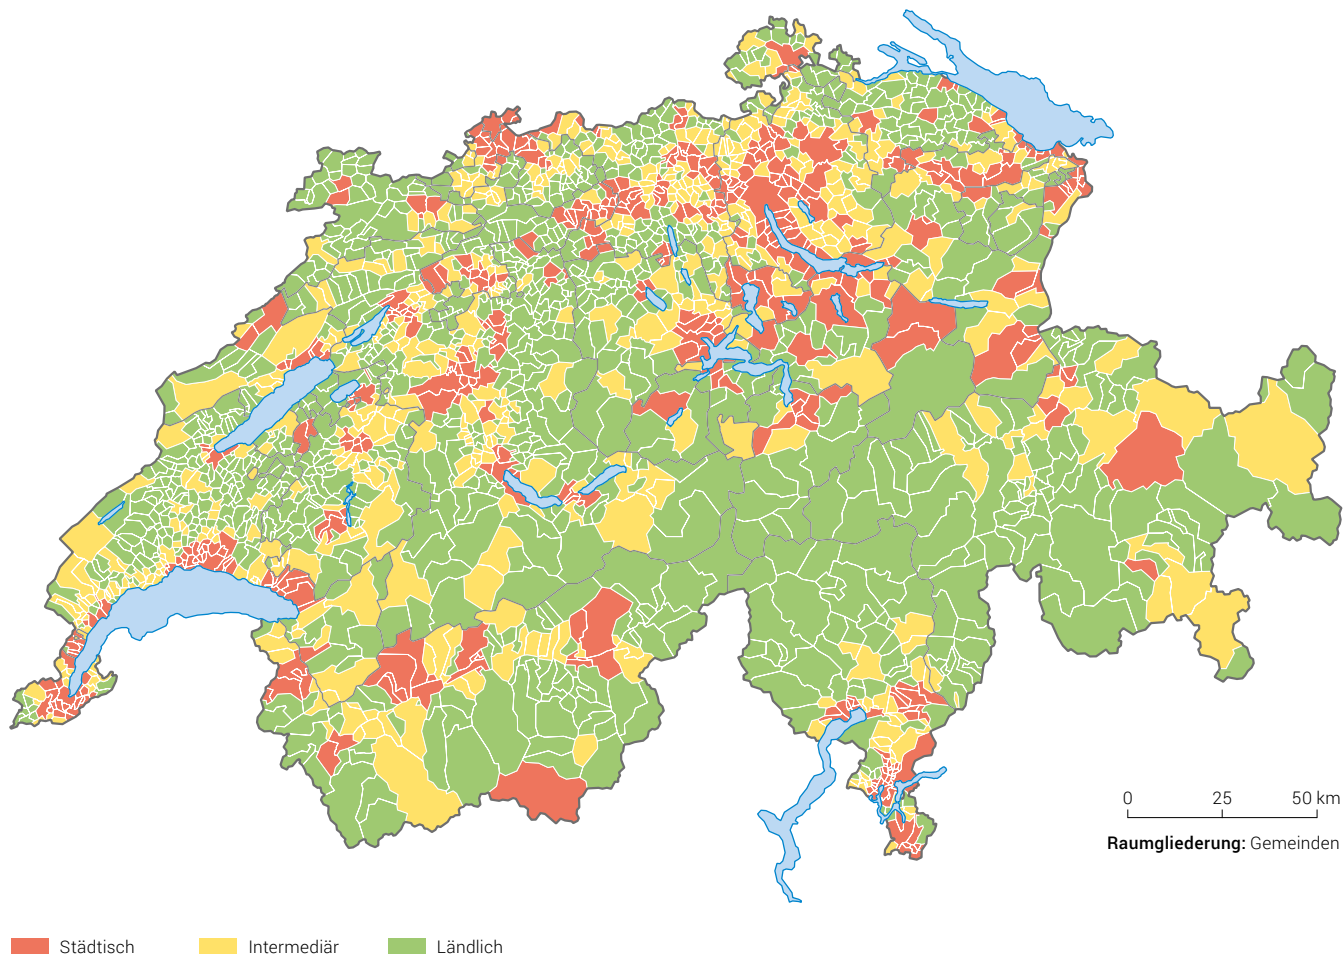 0 25 50 km
Raumgliederung: Gemeinden
Städtisch Intermediär Ländlich